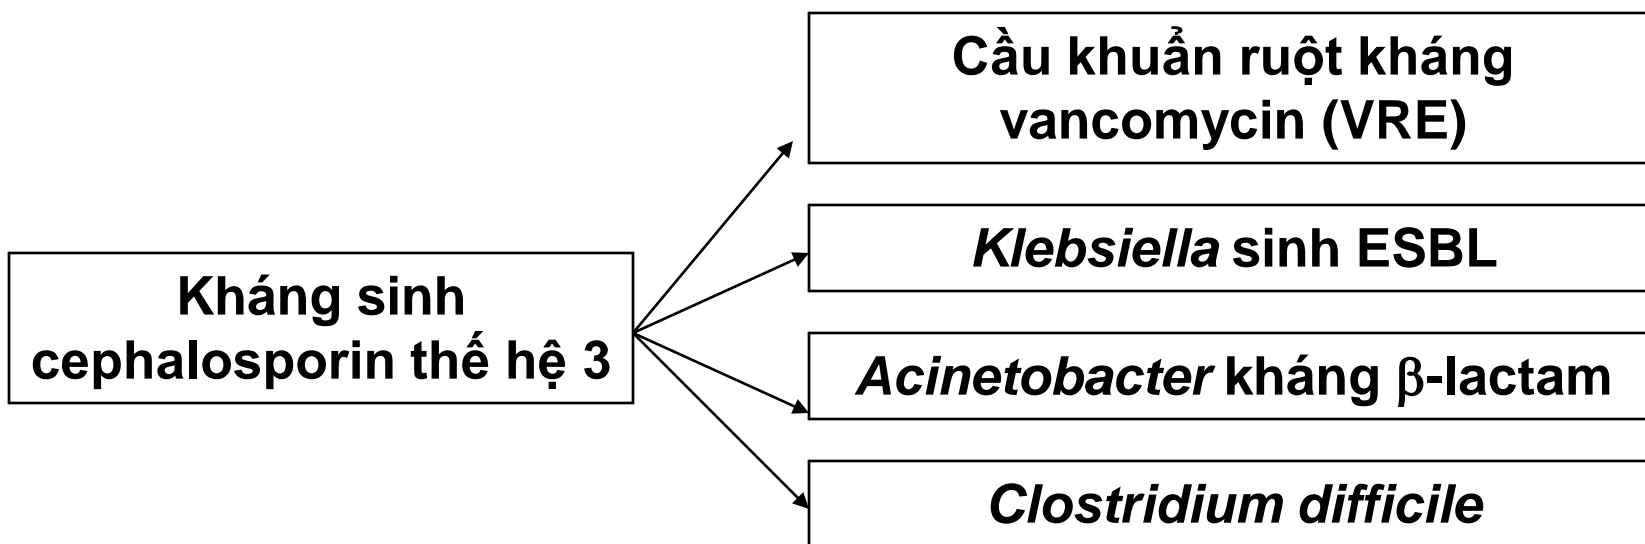 Cầu khuẩn ruột kháng
vancomycin (VRE)
Klebsiella sinh ESBL
Kháng sinh
cephalosporin thế hệ 3
Acinetobacter kháng β-lactam
Clostridium difficile